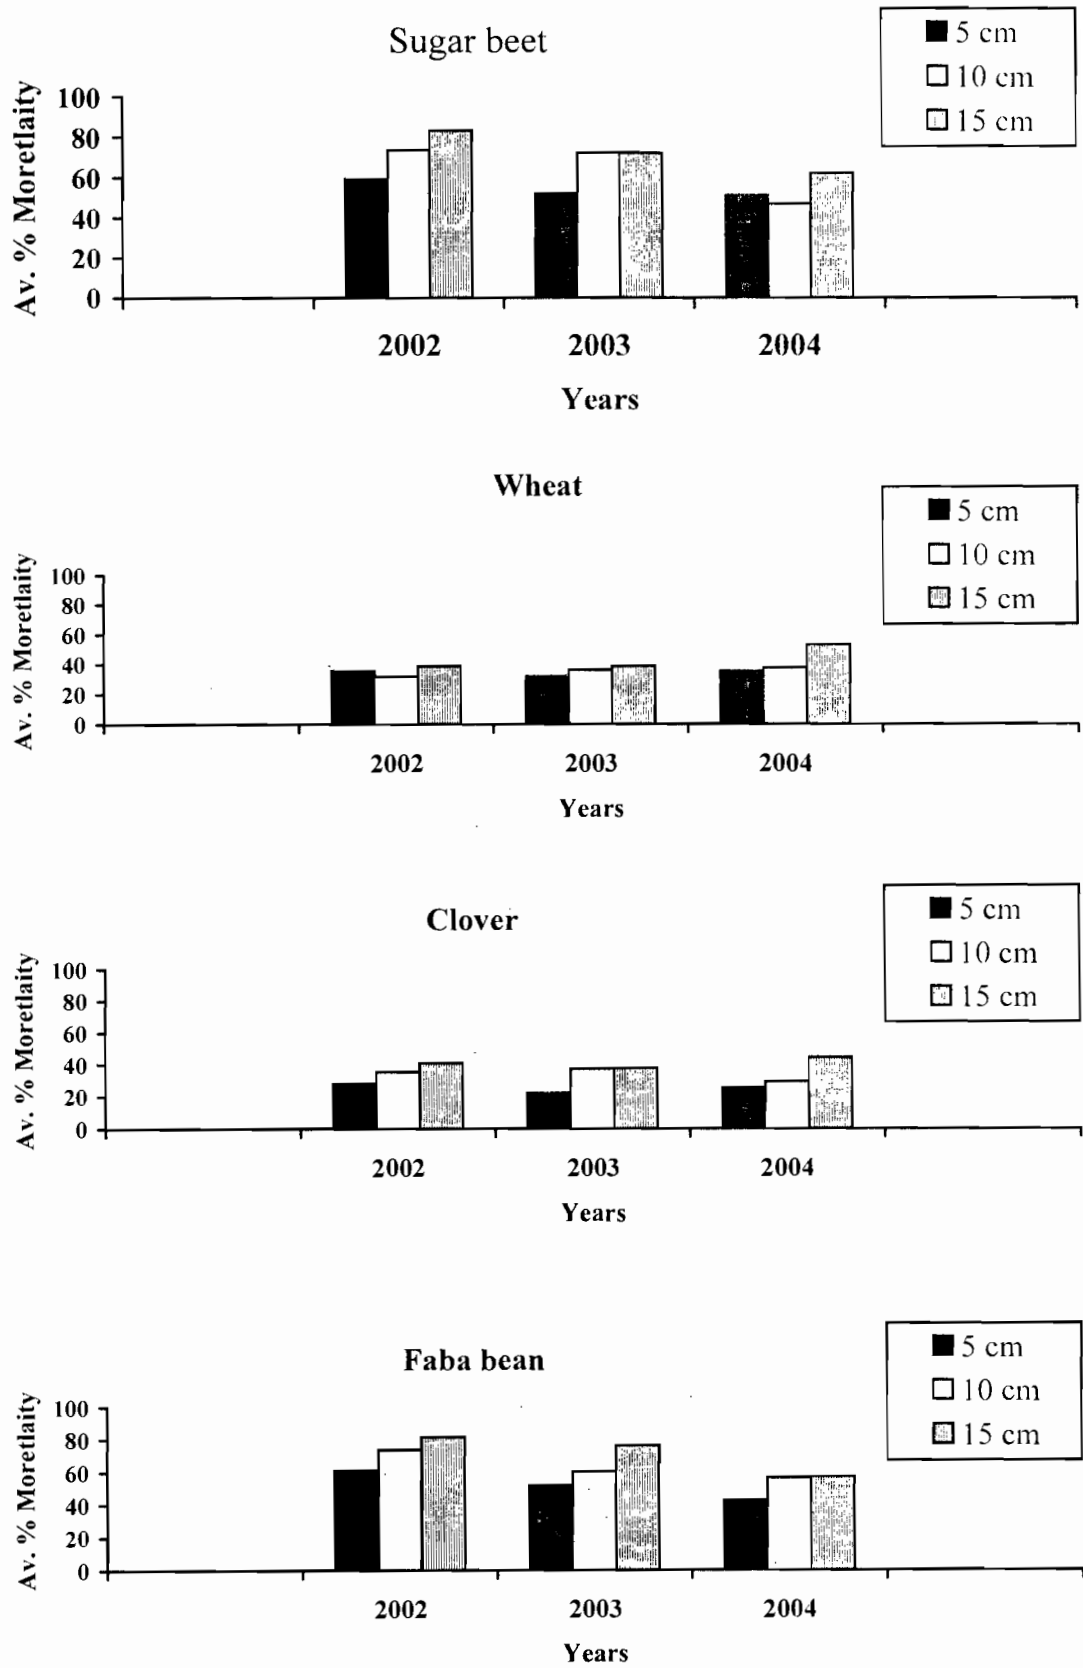 Sugar beet
5 cm
10 cm
15 cm
Av. % Moretlaity
100
80
60
40
20
0
2002 2003 2004
Years
Wheat
5 cm
10 cm
15 cm
Av. % Moretlaity
100
80
60
40
20
0
2002 2003 2004
Years
Clover
5 cm
10 cm
15 cm
Av. % Moretlaity
100
80
60
40
20
0
2002 2003 2004
Years
Faba bean
5 cm
10 cm
15 cm
Av. % Moretlaity
100
80
60
40
20
0
2002 2003 2004
Years